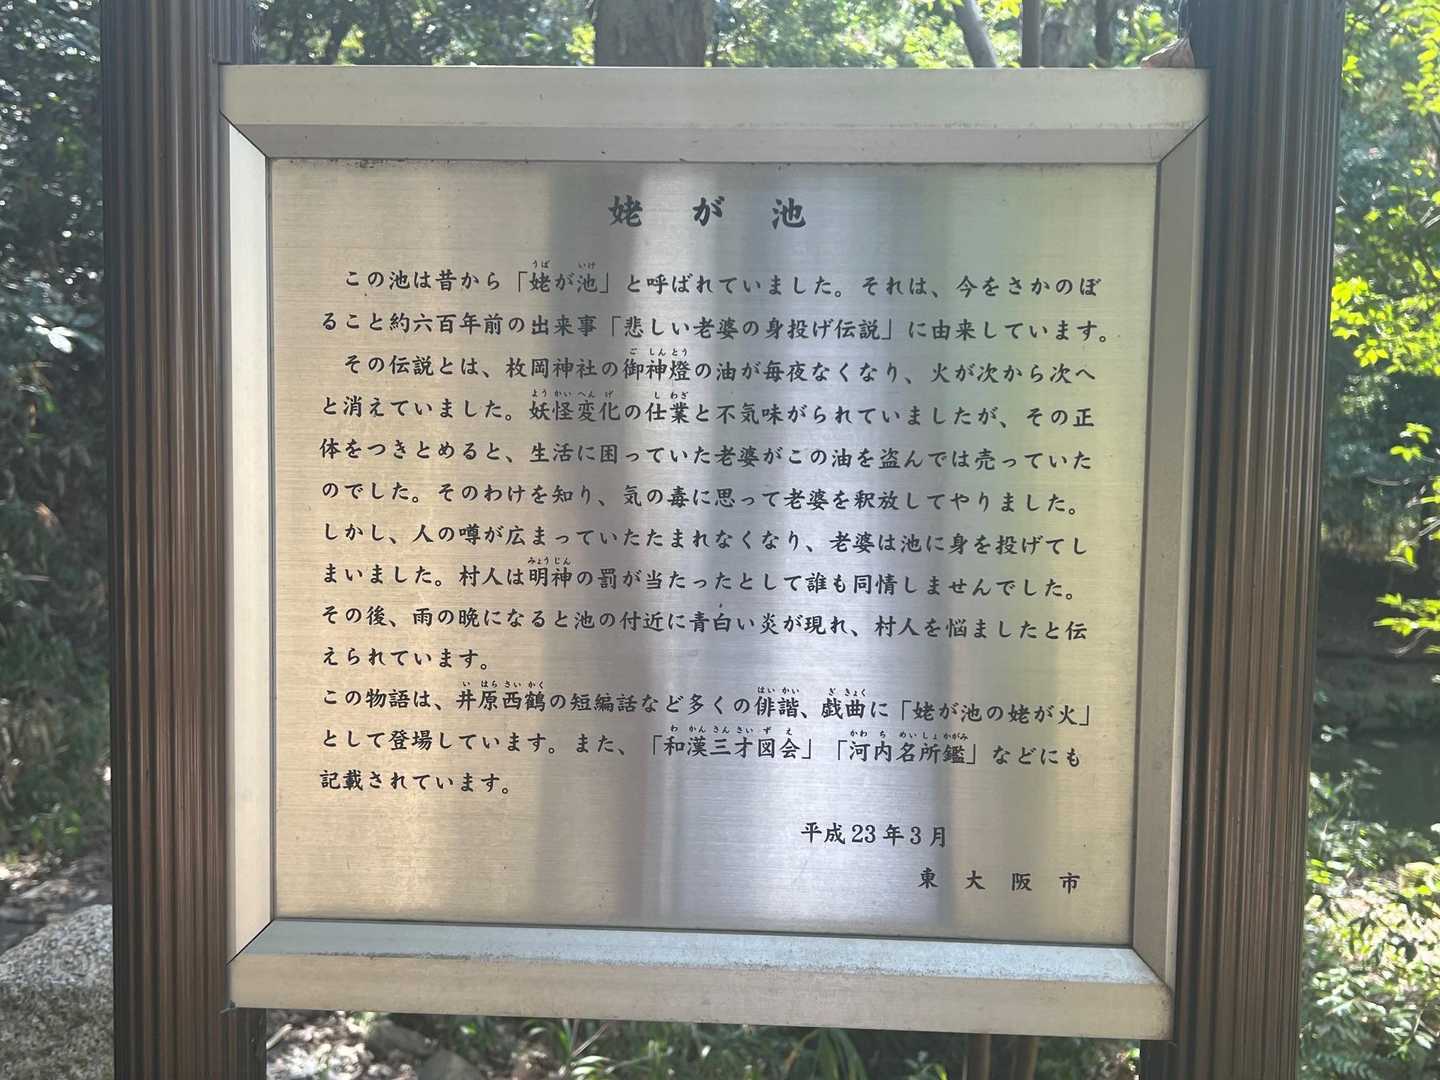 姥が池
この池は昔から「姥が池」と呼ばれていました。それは、今をさかのぼ
ること約六百年前の出来事「悲しい老婆の身投げ伝説」に由来しています。
その伝説とは、枚岡神社の御神燈の油が毎夜なくなり、火が次から次へ
と消えていました。妖怪変化の仕業と不気味がられていましたが、その正
体をつきとめると、生活に困っていた老婆がこの油を盗んでは売っていた
のでした。そのわけを知り、気の毒に思って老婆を釈放してやりました。
しかし、人の噂が広まっていたたまれなくなり、老婆は池に身を投げてし
まいました。村人は明神の罰が当たったとして誰も同情しませんでした。
その後、雨の晩になると池の付近に青白い炎が現れ、村人を悩ましたと伝
えられています。
この物語は、井原西鶴の短編話など多くの俳諧、戯曲に「姥が池の姥が火」
として登場しています。また、「和漢三才図会」「河内名所鑑」などにも
記載されています。
平成23年3月
東大阪市